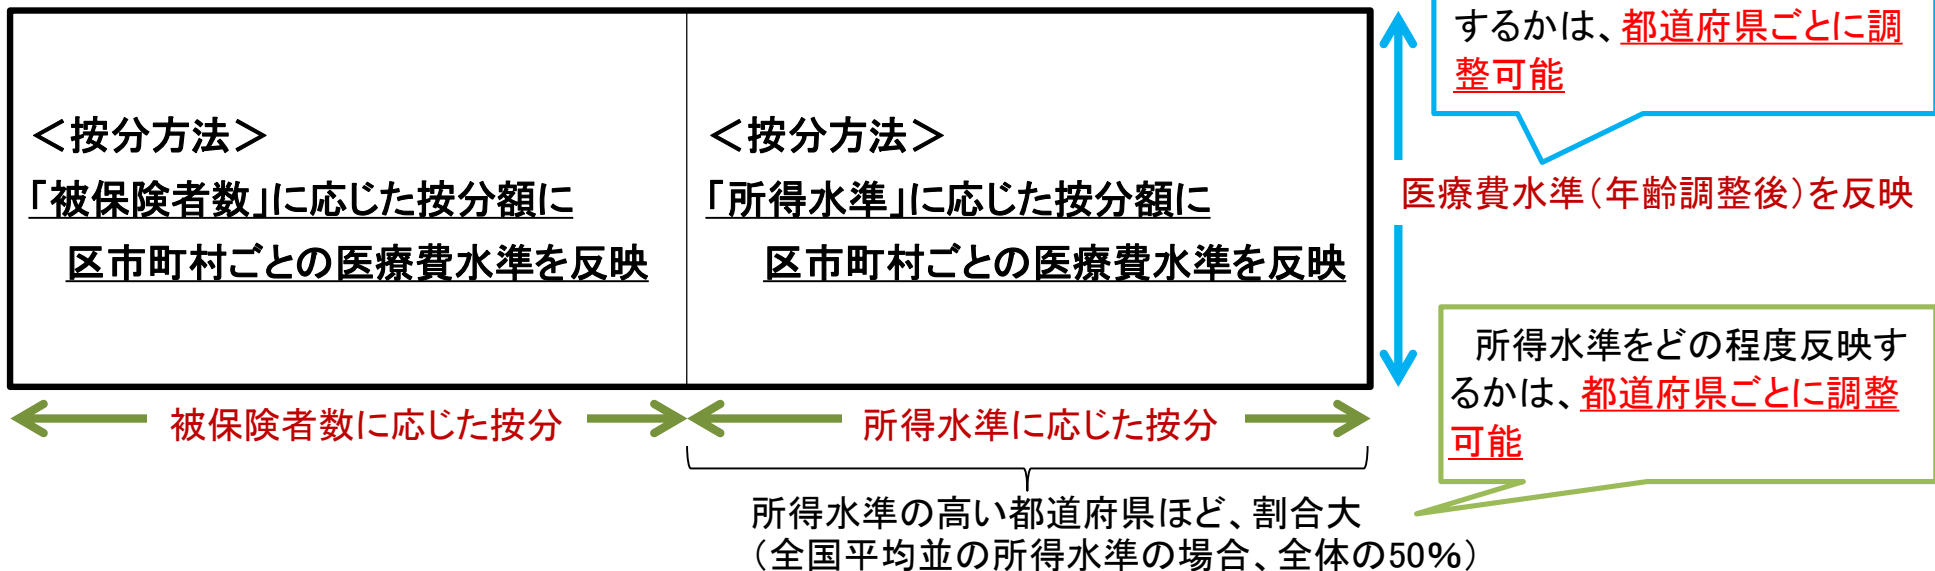 するかは、都道府県ごとに調
整可能
＜按分方法＞
「被保険者数」に応じた按分額に
区市町村ごとの医療費水準を反映
＜按分方法＞
「所得水準」に応じた按分額に
区市町村ごとの医療費水準を反映
医療費水準（年齢調整後）を反映
所得水準をどの程度反映す
るかは、都道府県ごとに調整
可能
被保険者数に応じた按分
所得水準に応じた按分
所得水準の高い都道府県ほど、割合大
（全国平均並の所得水準の場合、全体の50%）